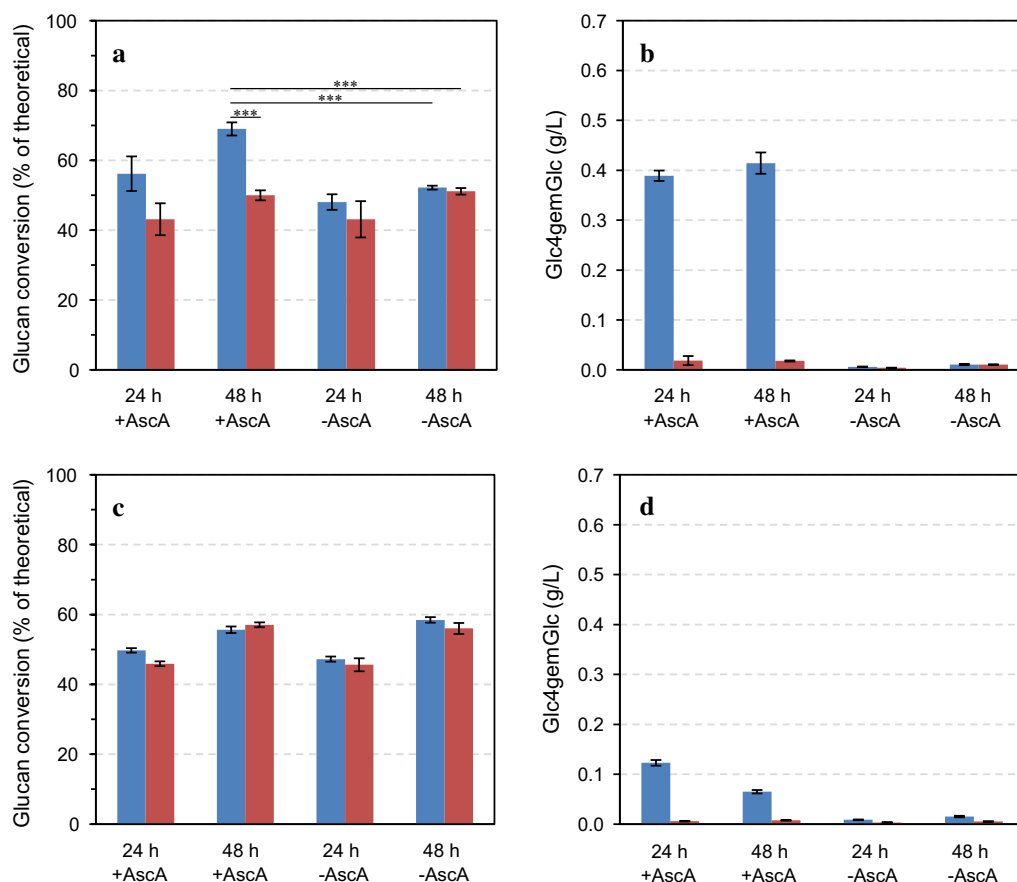 a
Glucan conversion (% of theoretical)
100
80
60
40
20
0
***
***
***
24 h
+AscA
48 h
+AscA
24 h
-AscA
48 h
-AscA
b
Glc4gemGlc (g/L)
0.7
0.6
0.5
0.4
0.3
0.2
0.1
0.0
24 h
+AscA
48 h
+AscA
24 h
-AscA
48 h
-AscA
c
Glucan conversion (% of theoretical)
100
80
60
40
20
0
24 h
+AscA
48 h
+AscA
24 h
-AscA
48 h
-AscA
d
Glc4gemGlc (g/L)
0.7
0.6
0.5
0.4
0.3
0.2
0.1
0.0
24 h
+AscA
48 h
+AscA
24 h
-AscA
48 h
-AscA